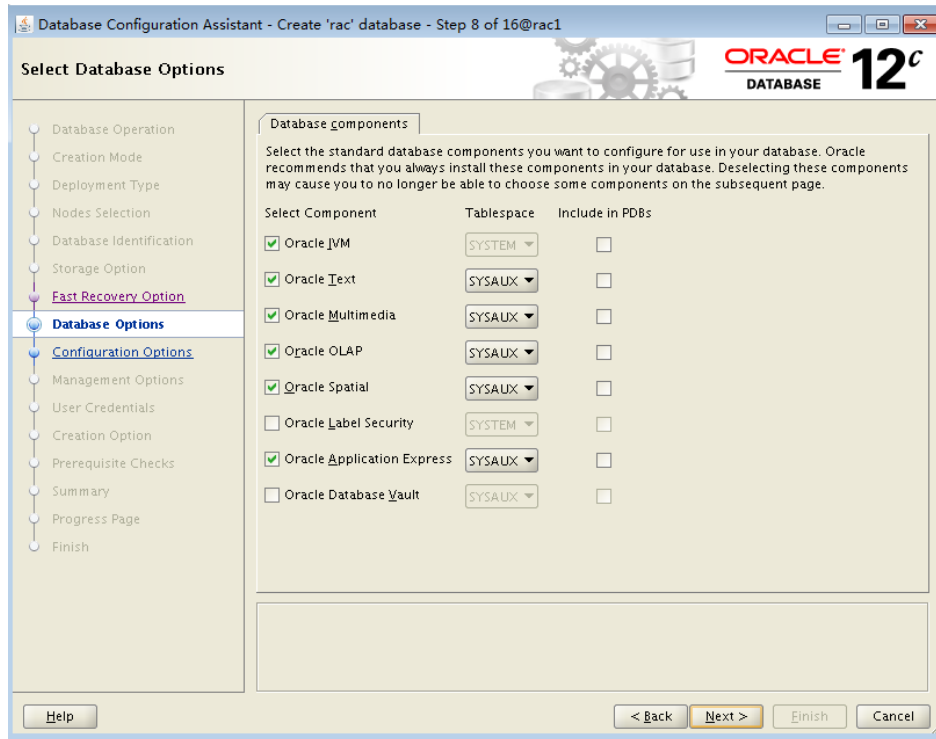 Database Configuration Assistant - Create 'rac' database - Step 8 of 16@rac1
Select Database Options
ORACLE
DATABASE
12c
Database Operation
Creation Mode
Deployment Type
Nodes Selection
Database Identification
Storage Option
Fast Recovery Option
Database Options
Configuration Options
Management Options
User Credentials
Creation Option
Prerequisite Checks
Summary
Progress Page
Finish
Database components
Select the standard database components you want to configure for use in your database. Oracle
recommends that you always install these components in your database. Deselecting these components
may cause you to no longer be able to choose some components on the subsequent page.
Select Component Tablespace Include in PDBs
Oracle JVM SYSTEM
Oracle Text SYSAUX
Oracle Multimedia SYSAUX
Oracle OLAP SYSAUX
Oracle Spatial SYSAUX
Oracle Label Security SYSTEM
Oracle Application Express SYSAUX
Oracle Database Vault SYSAUX
Help < Back Next > Finish Cancel